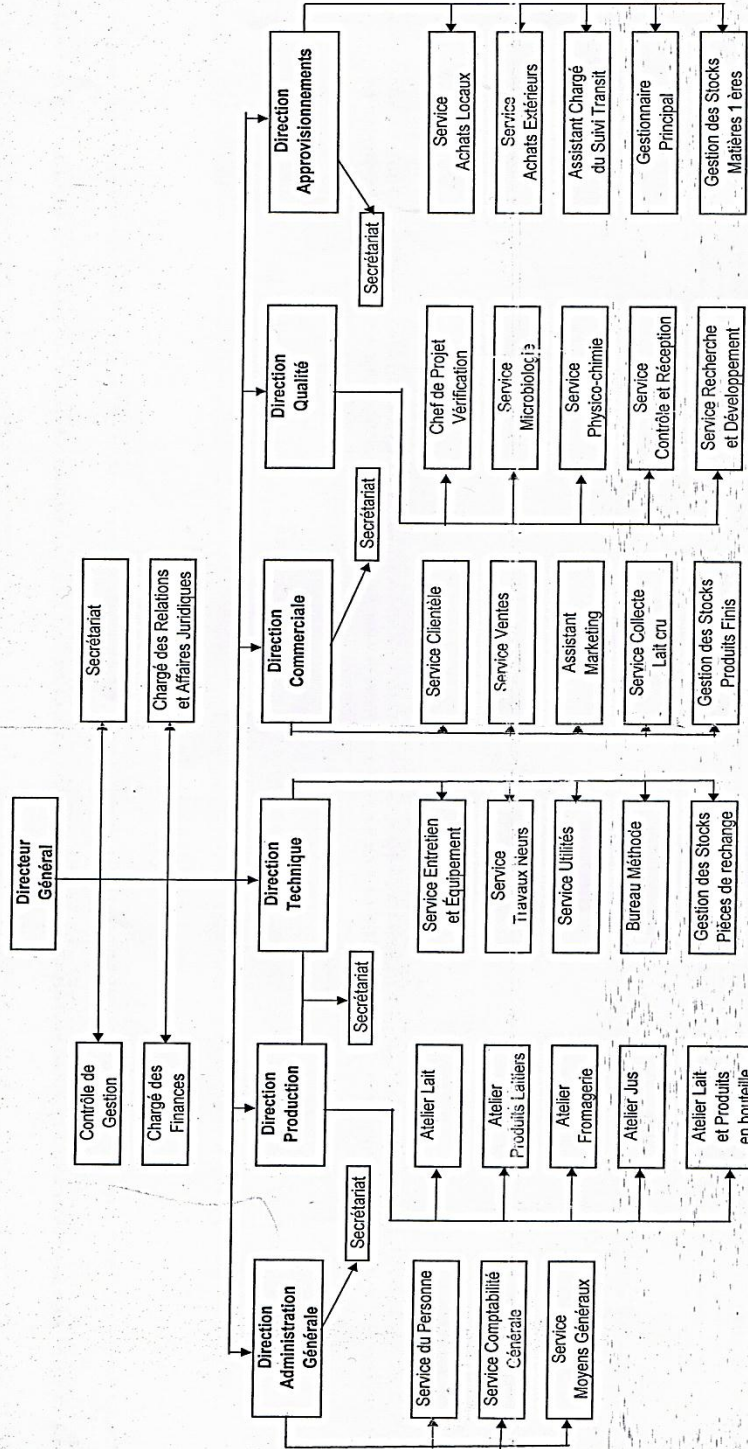 Directeur
Général
Contrôle de
Gestion
Secrétariat
Chargé des
Finances
Chargé des Relations
et Affaires Juridiques
Direction
Administration
Générale
Direction
Production
Direction
Technique
Direction
Commerciale
Direction
Qualité
Direction
Approvisionnements
Secrétariat
Secrétariat
Secrétariat
Secrétariat
Service du Personne
Service Comptabilité
Générale
Service
Moyens Généraux
Atelier Lait
Atelier
Produits Laitiers
Atelier
Fromagerie
Atelier Jus
Atelier Lait
et Produits
en bouteille
Service Entretien
et Équipement
Service
Travaux Neufs
Service Utilités
Bureau Méthode
Gestion des Stocks
Pièces de rechange
Service Clientèle
Service Ventes
Assistant
Marketing
Service Collecte
Lait cru
Gestion des Stocks
Produits Finis
Chef de Projet
Vérification
Service
Microbiologie
Service
Physico-chimie
Service
Contrôle et Réception
Service Recherche
et Développement
Service
Achats Locaux
Service
Achats Extérieurs
Assistant Chargé
du Suivi Transit
Gestionnaire
Principal
Gestion des Stocks
Matières 1 ères